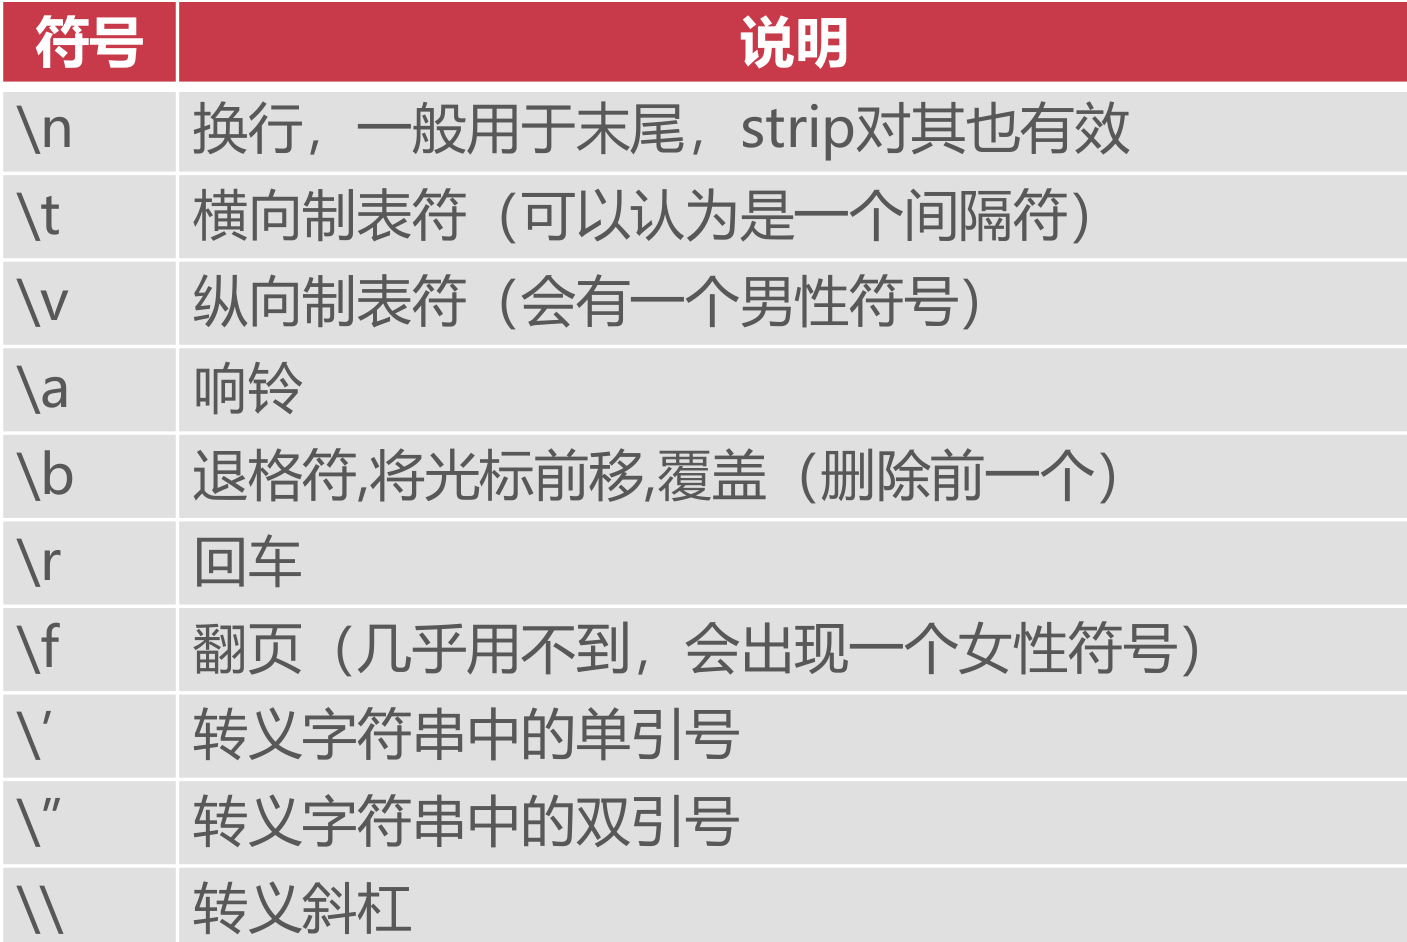 符号 说明
\n 换行，一般用于末尾，strip对其也有效
\t 横向制表符（可以认为是一个间隔符）
\v 纵向制表符（会有一个男性符号）
\a 响铃
\b 退格符,将光标前移,覆盖（删除前一个）
\r 回车
\f 翻页（几乎用不到，会出现一个女性符号）
\’ 转义字符串中的单引号
\” 转义字符串中的双引号
\\ 转义斜杠